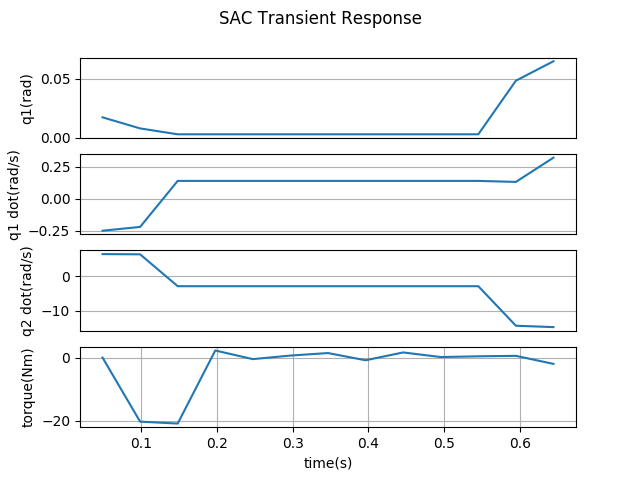 SAC Transient Response
q1(rad)
0.05
0.00
q1 dot(rad/s)
0.25
0.00
−0.25
q2 dot(rad/s)
0
−10
torque(Nm)
0
−20
0.1 0.2 0.3 0.4 0.5 0.6
time(s)